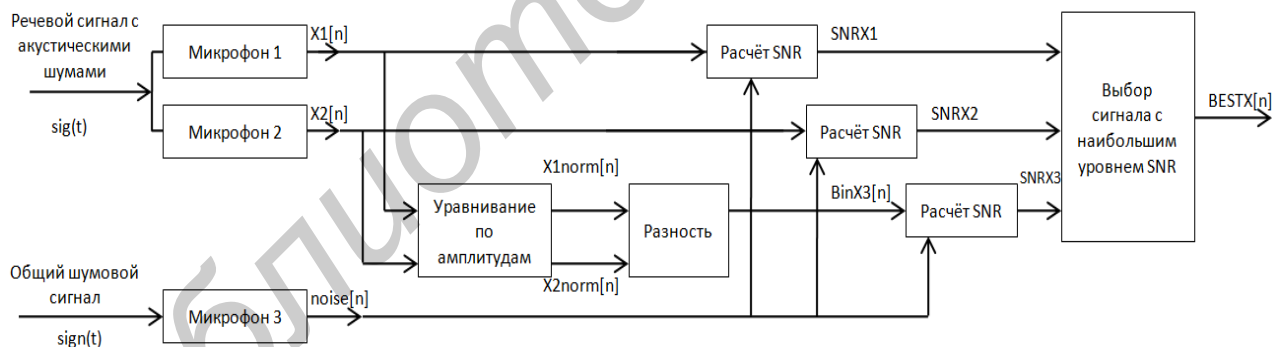 Речевой сигнал с
акустическими
шумами
sig(t)
Микрофон 1
X1[n]
Микрофон 2
X2[n]
Расчёт SNR
SNRX1
Расчёт SNR
SNRX2
Выбор
сигнала с
наибольшим
уровнем SNR
BESTX[n]
Уравнивание
по
амплитудам
X1norm[n]
X2norm[n]
Разность
BinX3[n]
Расчёт SNR
SNRX3
Общий шумовой
сигнал
sign(t)
Микрофон 3
noise[n]
блиот